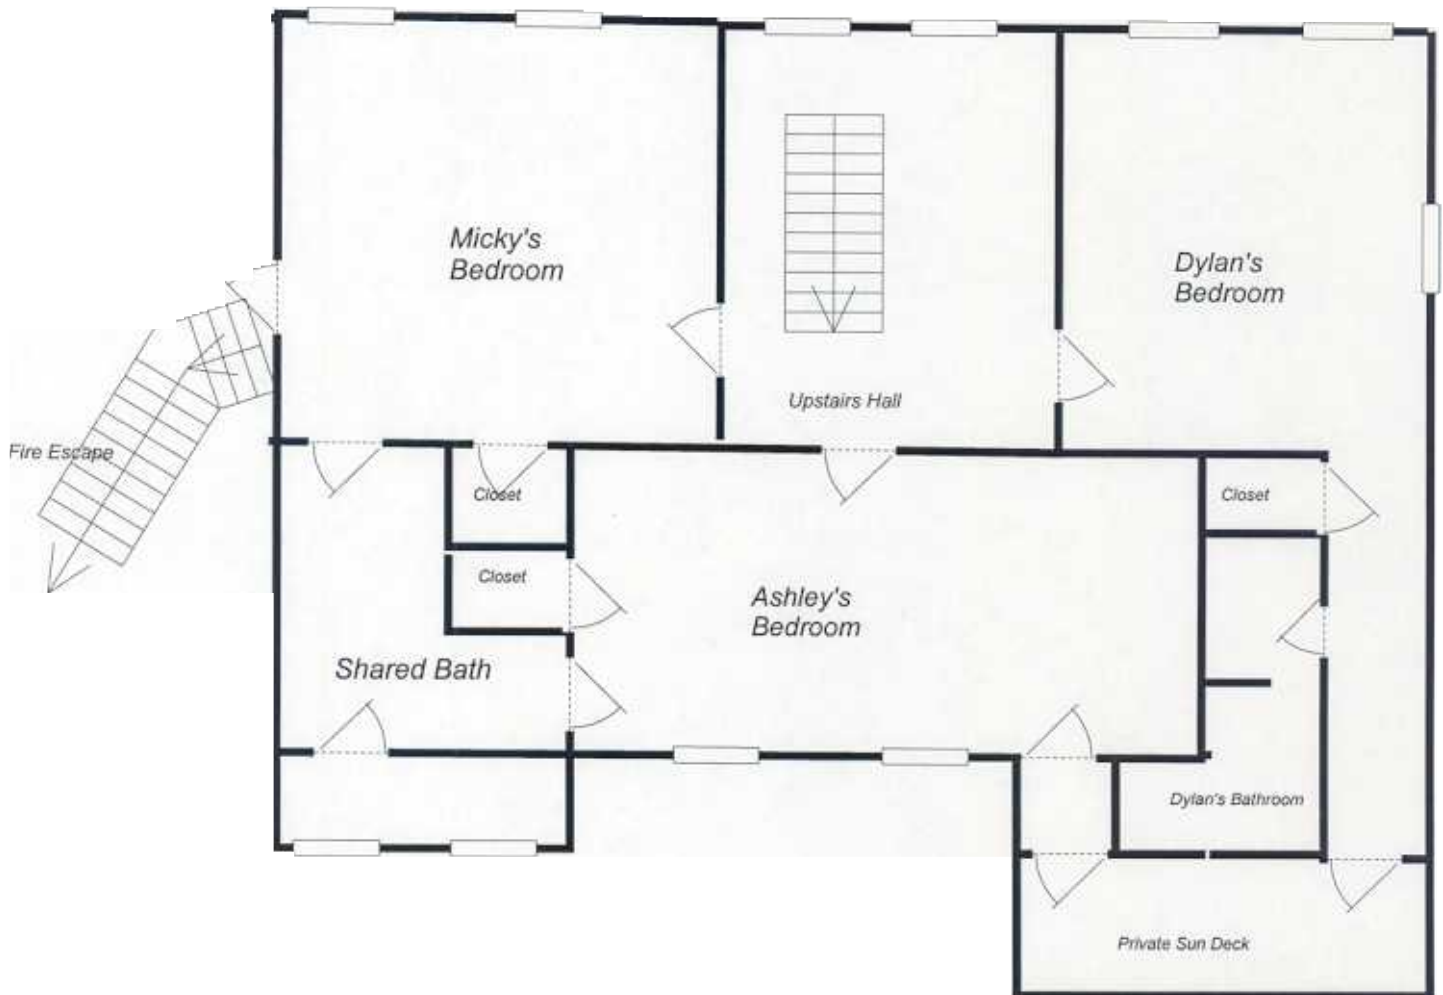 Micky's
Bedroom
Dylan's
Bedroom
Upstairs Hall
Fire Escape
Closet
Closet
Closet
Ashley's
Bedroom
Shared Bath
Dylan's Bathroom
Private Sun Deck